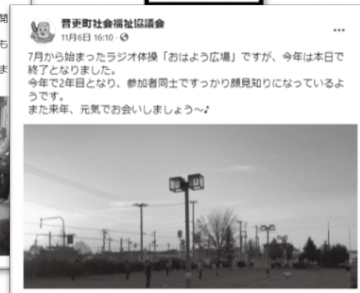 開
音更町社会福祉協議会
11月6日 16:10・
も
7月から始まったラジオ体操「おはよう広場」ですが、今年は本日で
終了となりました。
ま
今年で2年目となり、参加者同士ですっかり顔見知りになっているよ
うです。
また来年、元気でお会いしましょう～♪